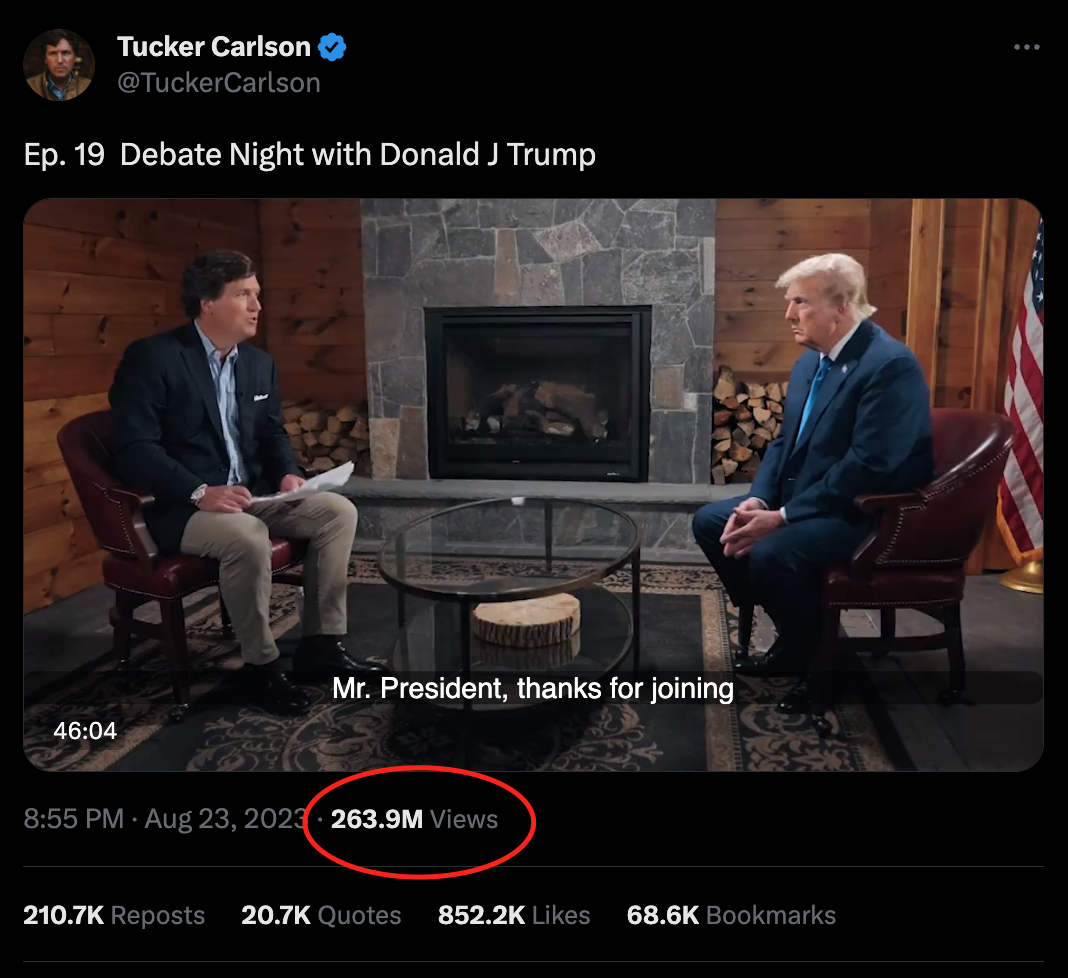 Tucker Carlson
@TuckerCarlson
Ep. 19 Debate Night with Donald J Trump
Mr. President, thanks for joining
46:04
8:55 PM · Aug 23, 2023 · 263.9M Views
210.7K Reposts 20.7K Quotes 852.2K Likes 68.6K Bookmarks